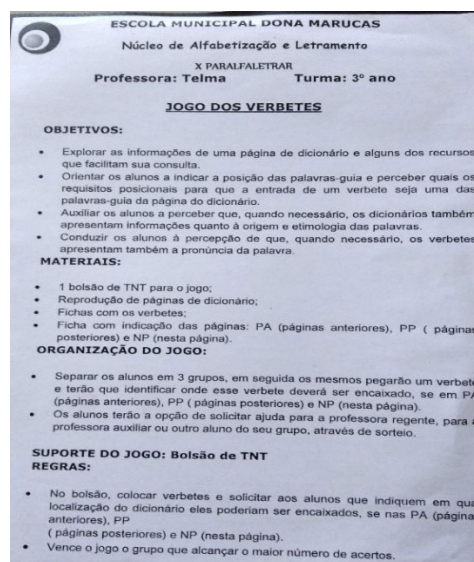 ESCOLA MUNICIPAL DONA MARUCAS
Núcleo de Alfabetização e Letramento
X PARALFALETRAR
Professora: Telma Turma: 3º ano
JOGO DOS VERBETES
OBJETIVOS:
• Explorar as informações de uma página de dicionário e alguns dos recursos
que facilitam sua consulta.
• Orientar os alunos a indicar a posição das palavras-guia e perceber quais os
requisitos posicionais para que a entrada de um verbete seja uma das
palavras-guia da página do dicionário.
• Auxiliar os alunos a perceber que, quando necessário, os dicionários também
apresentam informações quanto à origem e etimologia das palavras.
• Conduzir os alunos à percepção de que, quando necessário, os verbetes
apresentam também a pronúncia da palavra.
MATERIAIS:
• 1 bolsão de TNT para o jogo;
• Reprodução de páginas de dicionário;
• Fichas com os verbetes;
• Ficha com indicação das páginas: PA (páginas anteriores), PP ( páginas
posteriores) e NP (nesta página).
ORGANIZAÇÃO DO JOGO:
• Separar os alunos em 3 grupos, em seguida os mesmos pegarão um verbete
e terão que identificar onde esse verbete deverá ser encaixado, se em PA
(páginas anteriores), PP ( páginas posteriores) e NP (nesta página).
• Os alunos terão a opção de solicitar ajuda para a professora regente, para a
professora auxiliar ou outro aluno do seu grupo, através de sorteio.
SUPORTE DO JOGO: Bolsão de TNT
REGRAS:
• No bolsão, colocar verbetes e solicitar aos alunos que indiquem em qua
localização do dicionário eles poderiam ser encaixados, se nas PA (página
anteriores), PP
( páginas posteriores) e NP (nesta página).
• Vence o jogo o grupo que alcançar o maior número de acertos.